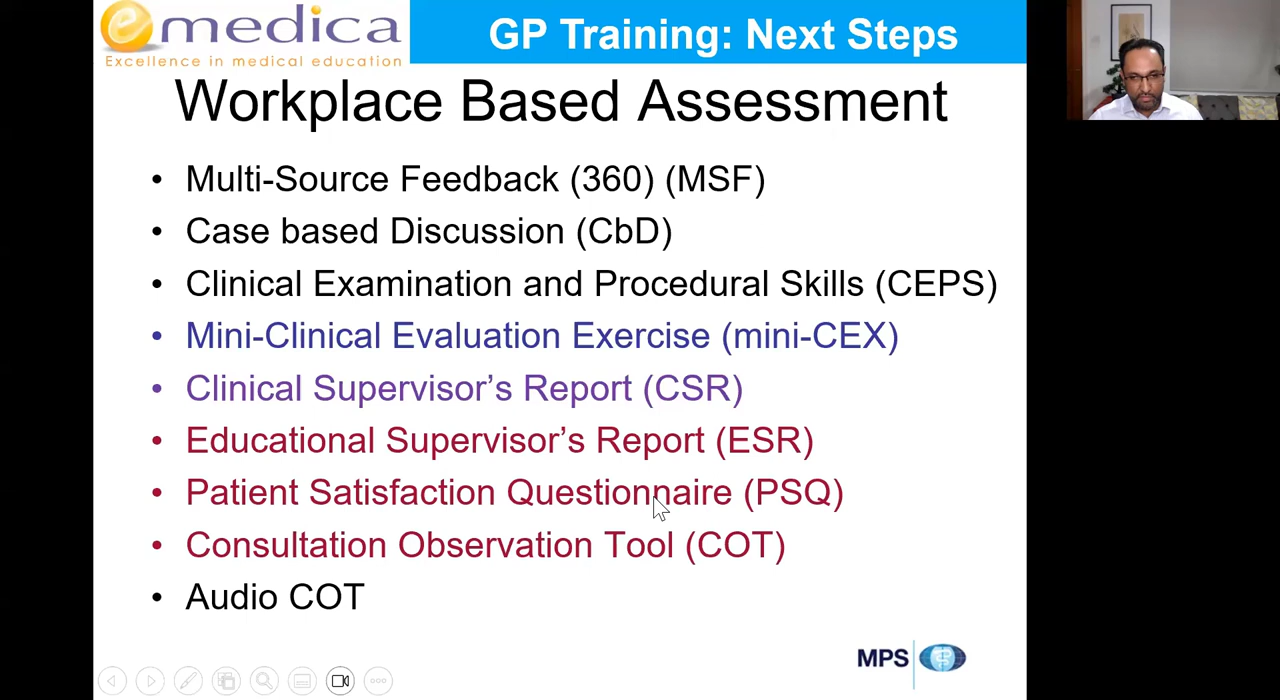 emedica
Excellence in medical education
GP Training: Next Steps
Workplace Based Assessment
• Multi-Source Feedback (360) (MSF)
• Case based Discussion (CbD)
• Clinical Examination and Procedural Skills (CEPS)
• Mini-Clinical Evaluation Exercise (mini-CEX)
• Clinical Supervisor's Report (CSR)
• Educational Supervisor's Report (ESR)
• Patient Satisfaction Questionnaire (PSQ)
• Consultation Observation Tool (COT)
• Audio COT
MPS